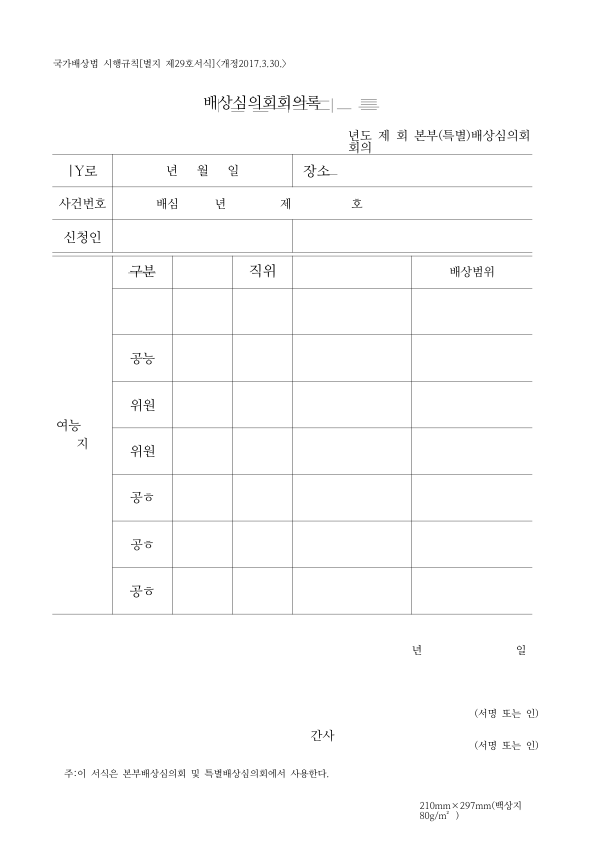 국가배상법 시행규칙[별지 제29호서식]<개정2017.3.30.>
배상심의회회의록
년도 제 회 본부(특별)배상심의회
회의
|Y로 년 월 일 장소
사건번호 배심 년 제 호
신청인
구분 직위 배상범위
공능
위원
여능
지
위원
공ㅎ
공ㅎ
공ㅎ
년 일
(서명 또는 인)
간사
(서명 또는 인)
주:이 서식은 본부배상심의회 및 특별배상심의회에서 사용한다.
210mm×297mm(백상지
80g/㎡ )